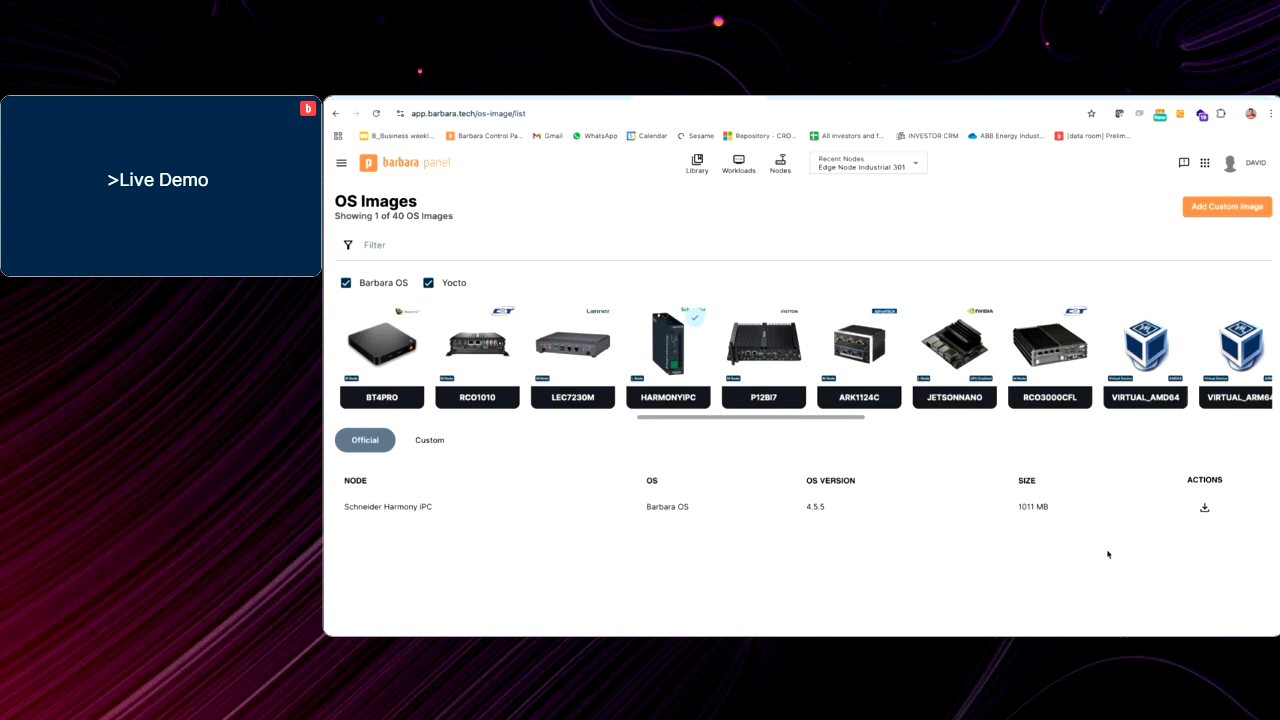 >Live Demo
b
app.barbara.tech/os-image/list
B_Business weekl...
Barbara Control Pa...
Gmail
WhatsApp
Calendar
Sesame
Repository - CRO...
All investors and f...
INVESTOR CRM
ABB Energy Indust...
[data room] Prelim...
barbara panel
Library
Workloads
Nodes
Recent Nodes
Edge Node Industrial 301
DAVID
OS Images
Showing 1 of 40 OS images
Add Custom image
Filter
Barbara OS
Yocto
Lanner
ADVANTECH
NVIDIA
BT4PRO
RCO1010
LEC7230M
HARMONYIPC
P12BI7
ARK1124C
JETSONNANO
RCO3000CFL
VIRTUAL_AMD64
VIRTUAL_ARM64
Official
Custom
NODE OS OS VERSION SIZE ACTIONS
Schneider Harmony iPC Barbara OS 4.5.5 1011 MB